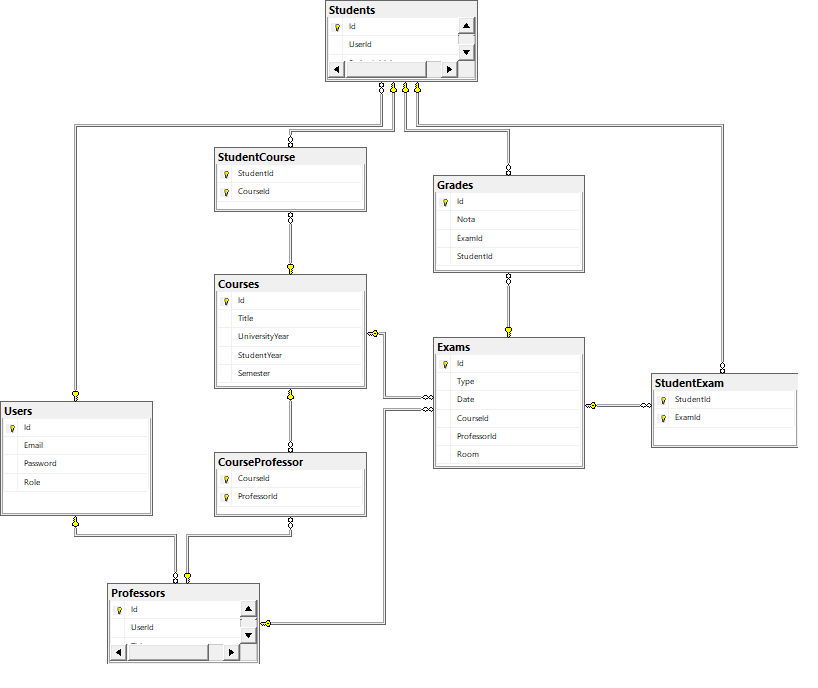 Students
Id
UserId
StudentCourse
StudentId
CourseId
Grades
Id
Nota
ExamId
StudentId
Courses
Id
Title
UniversityYear
StudentYear
Semester
Exams
Id
Type
Date
CourseId
ProfessorId
Room
StudentExam
StudentId
ExamId
Users
Id
Email
Password
Role
CourseProfessor
CourseId
ProfessorId
Professors
Id
UserId